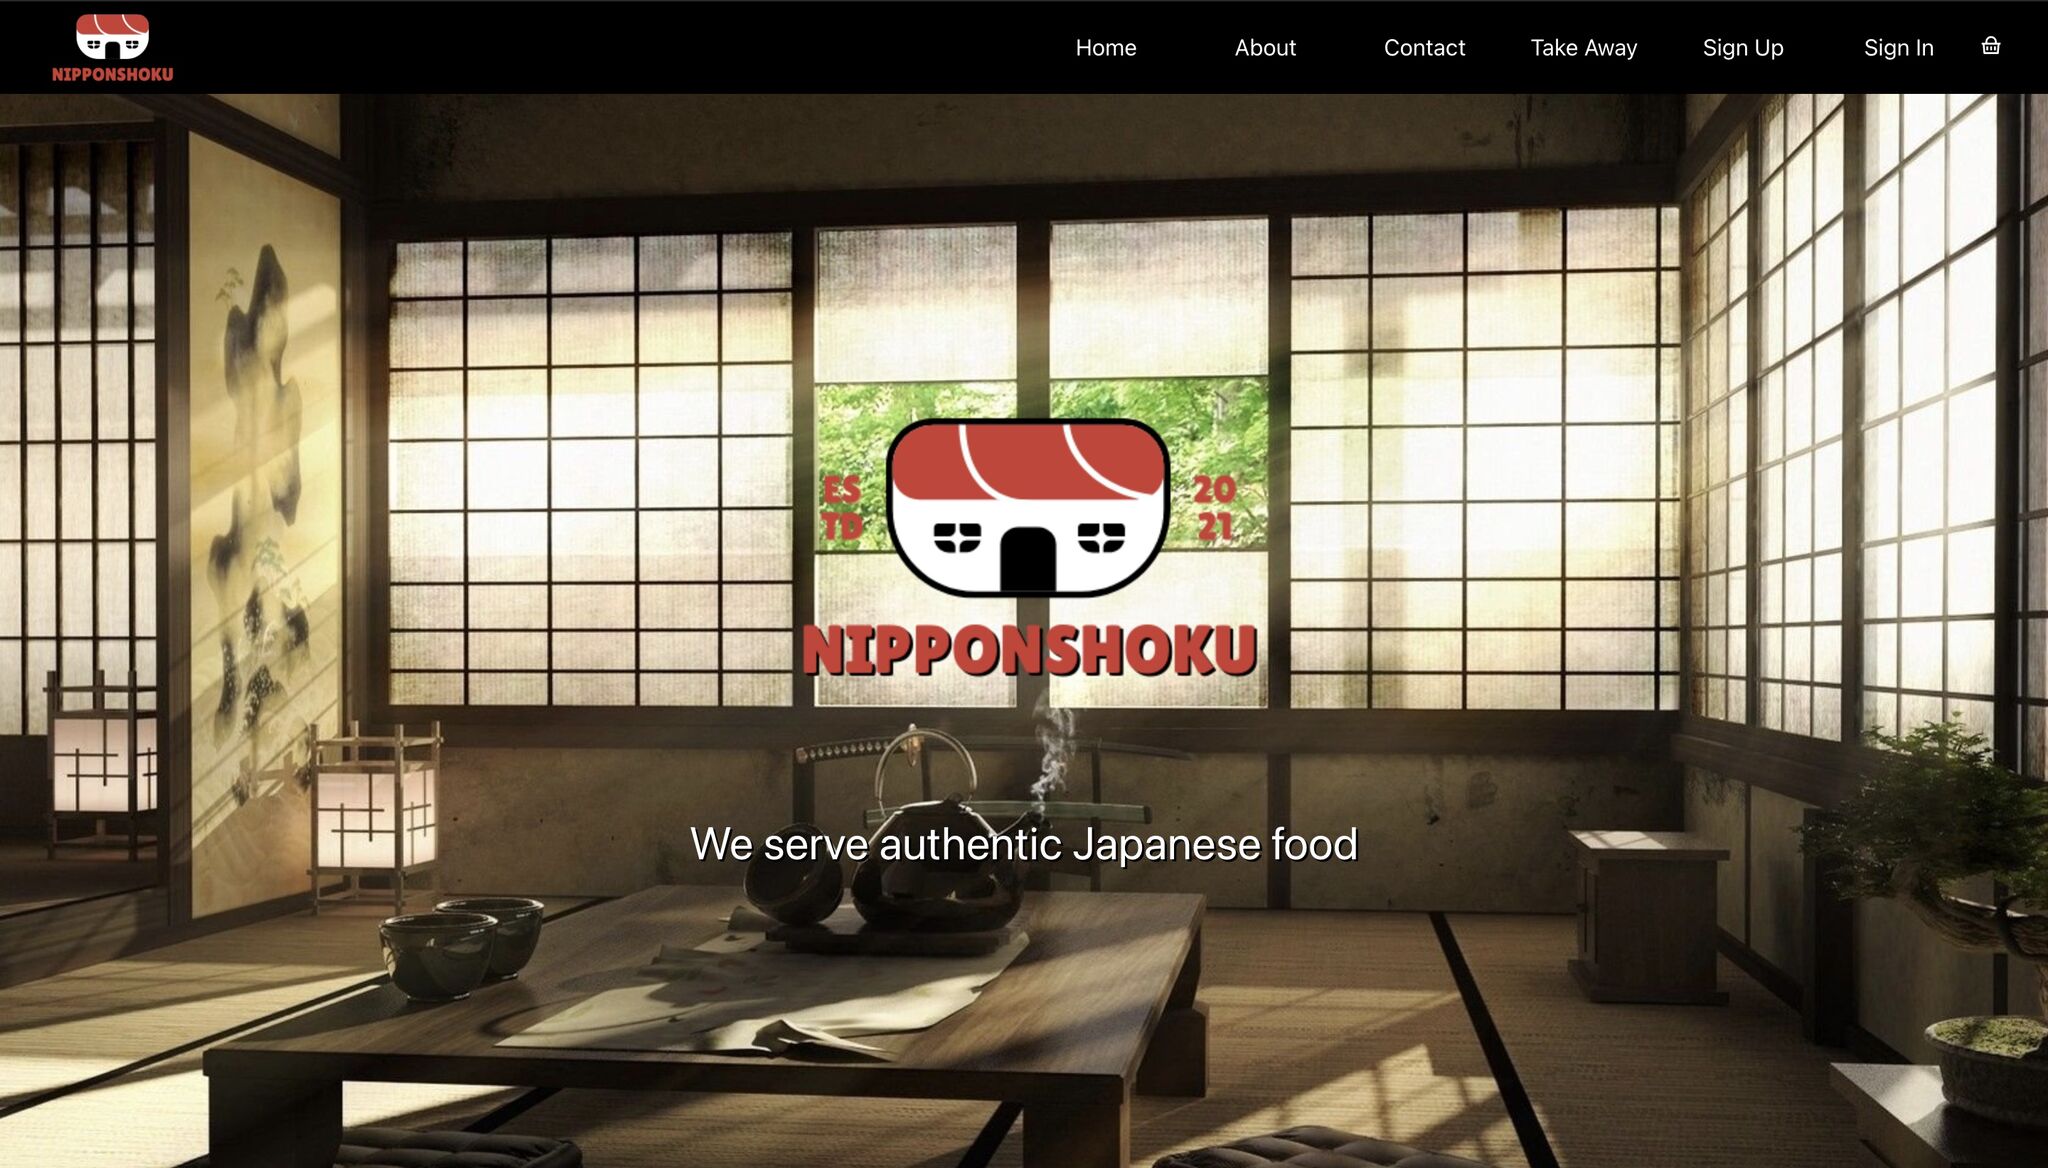 NIPPONSHOKU
Home About Contact Take Away Sign Up Sign In
ES
TD
20
21
NIPPONSHOKU
We serve authentic Japanese food